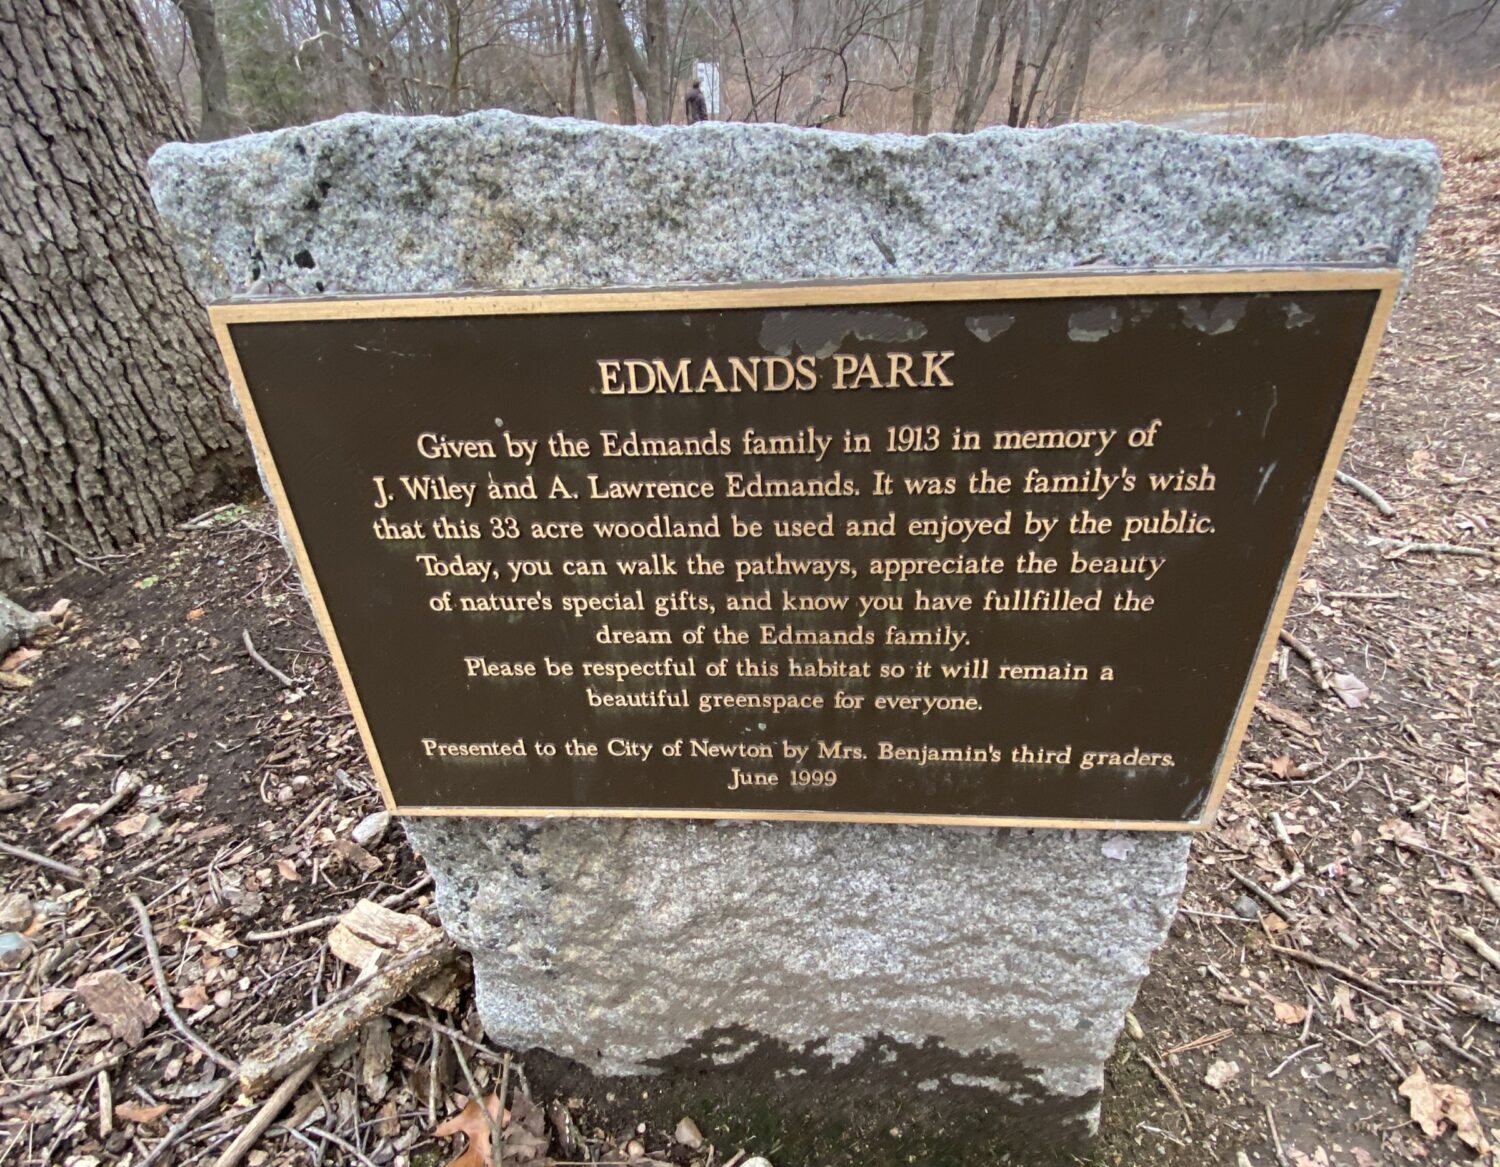 EDMANDS PARK
Given by the Edmands family in 1913 in memory of
J. Wiley and A. Lawrence Edmands. It was the family's wish
that this 33 acre woodland be used and enjoyed by the public.
Today, you can walk the pathways, appreciate the beauty
of nature's special gifts, and know you have fullfilled the
dream of the Edmands family.
Please be respectful of this habitat so it will remain a
beautiful greenspace for everyone.
Presented to the City of Newton by Mrs. Benjamin's third graders.
June 1999